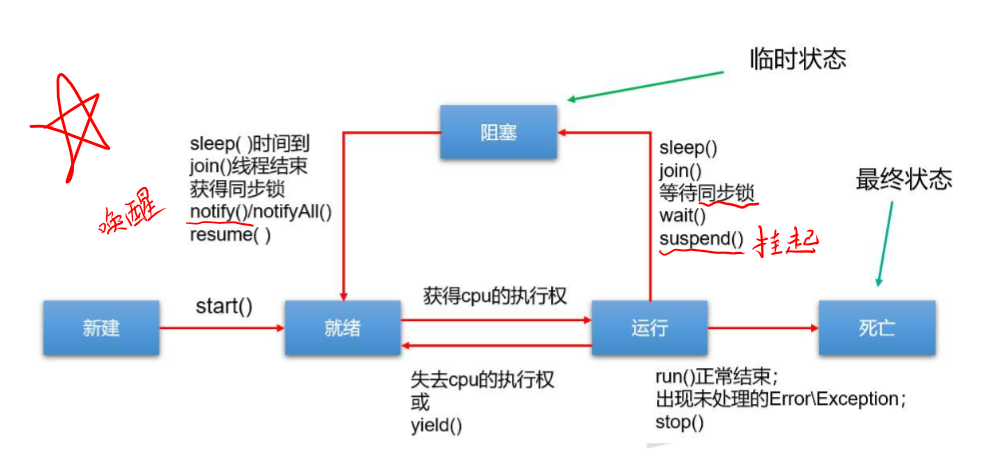 临时状态
阻塞
sleep( )时间到
join()线程结束
获得同步锁
notify()/notifyAll()
resume( )
唤醒
sleep()
join()
等待同步锁
wait()
suspend()
挂起
最终状态
新建
start()
就绪
获得cpu的执行权
运行
死亡
失去cpu的执行权
或
yield()
run()正常结束；
出现未处理的Error\Exception；
stop()